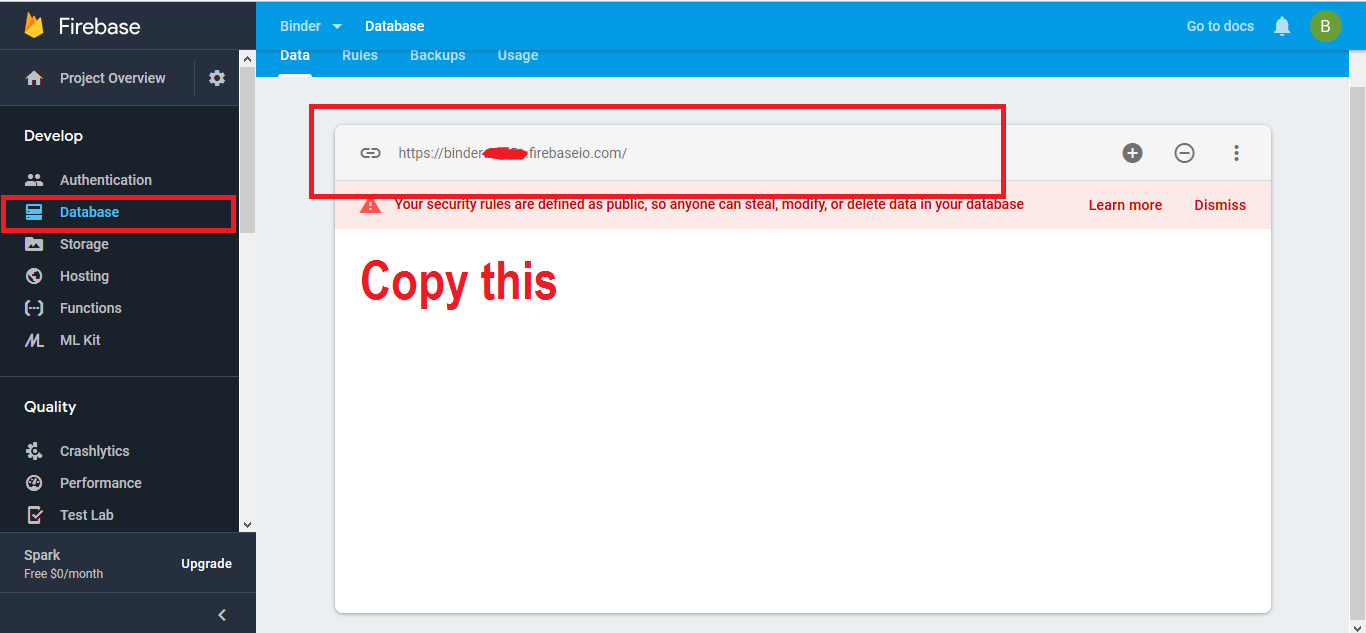 Firebase
Binder Database Go to docs B
Data Rules Backups Usage
Project Overview
Develop
Authentication
Database
Storage
Hosting
Functions
ML Kit
Quality
Crashlytics
Performance
Test Lab
Spark
Free $0/month
Upgrade
https://binder .firebaseio.com/
Your security rules are defined as public, so anyone can steal, modify, or delete data in your database Learn more Dismiss
Copy this